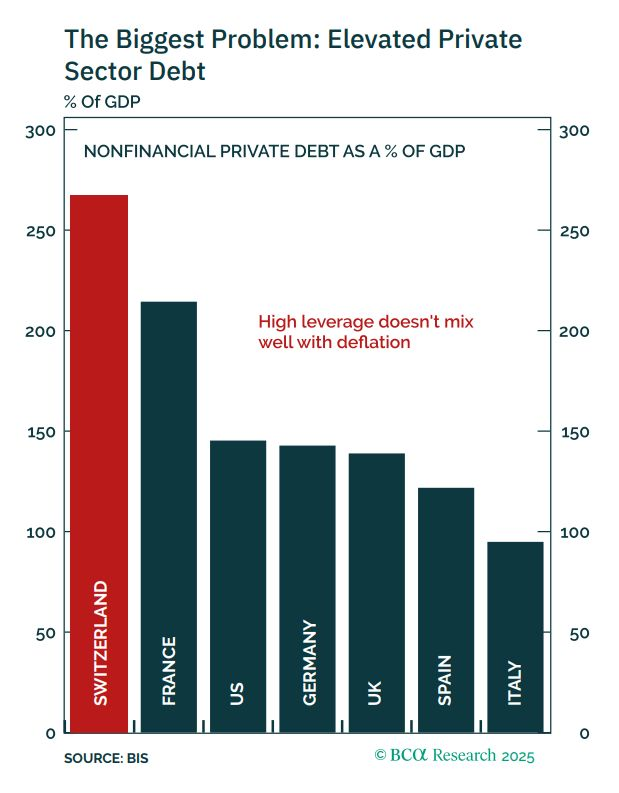 The Biggest Problem: Elevated Private
Sector Debt
% Of GDP
300
300
NONFINANCIAL PRIVATE DEBT AS A % OF GDP
250
250
High leverage doesn't mix
well with deflation
200
200
150
150
100
100
50
50
0
0
SWITZERLAND
FRANCE
US
GERMANY
UK
SPAIN
ITALY
SOURCE: BIS
© BCα Research 2025